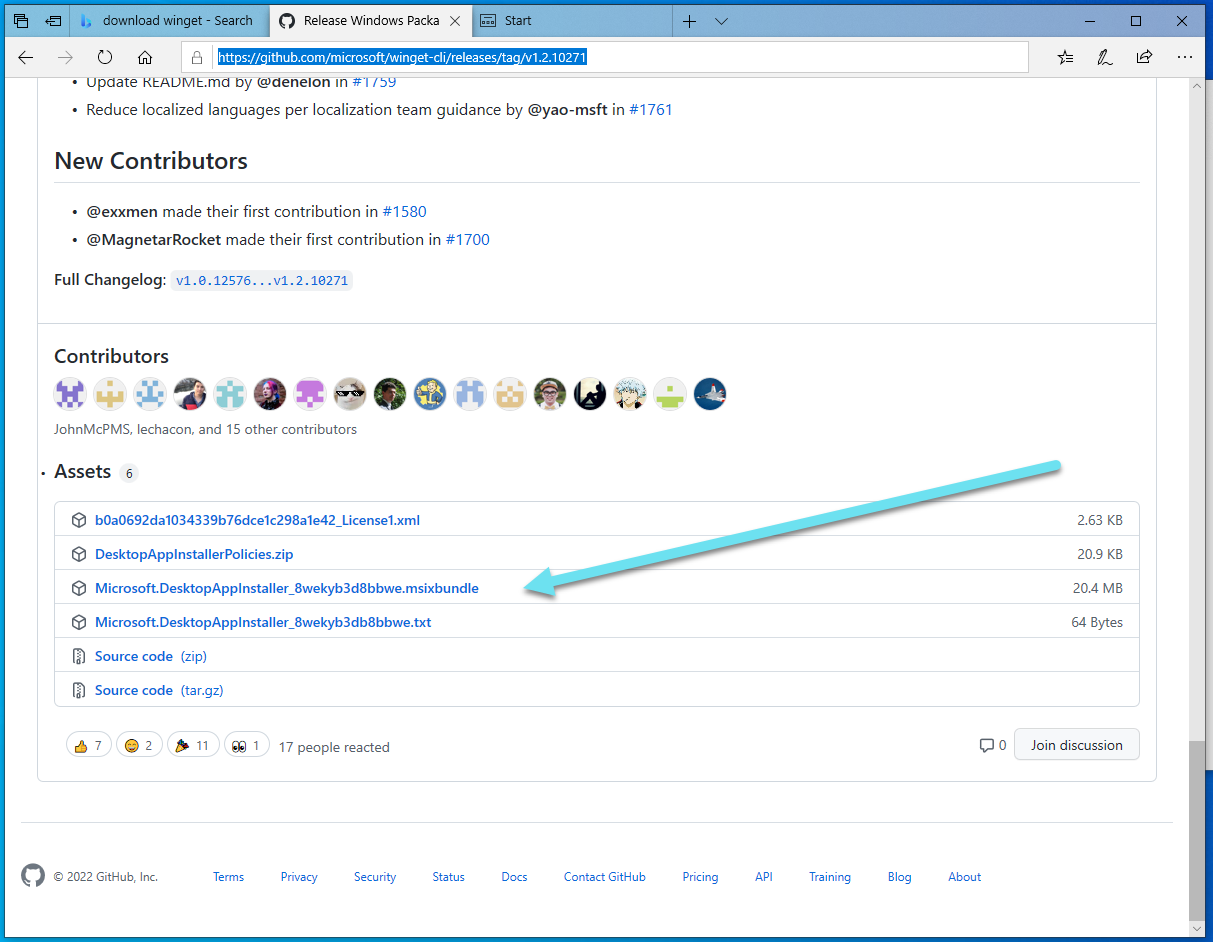 download winget - Search
Release Windows Packa
Start
https://github.com/microsoft/winget-cli/releases/tag/v1.2.10271
• Update README.md by @denelon in #1759
• Reduce localized languages per localization team guidance by @yao-msft in #1761
New Contributors
• @exxmen made their first contribution in #1580
• @MagnetarRocket made their first contribution in #1700
Full Changelog: v1.0.12576...v1.2.10271
Contributors
JohnMcPMS, lechacon, and 15 other contributors
Assets 6
b0a0692da1034339b76dce1c298a1e42_License1.xml 2.63 KB
DesktopAppInstallerPolicies.zip 20.9 KB
Microsoft.DesktopAppInstaller_8wekyb3d8bbwe.msixbundle 20.4 MB
Microsoft.DesktopAppInstaller_8wekyb3db8bbwe.txt 64 Bytes
Source code (zip)
Source code (tar.gz)
7 2 11 1 17 people reacted 0 Join discussion
© 2022 GitHub, Inc. Terms Privacy Security Status Docs Contact GitHub Pricing API Training Blog About